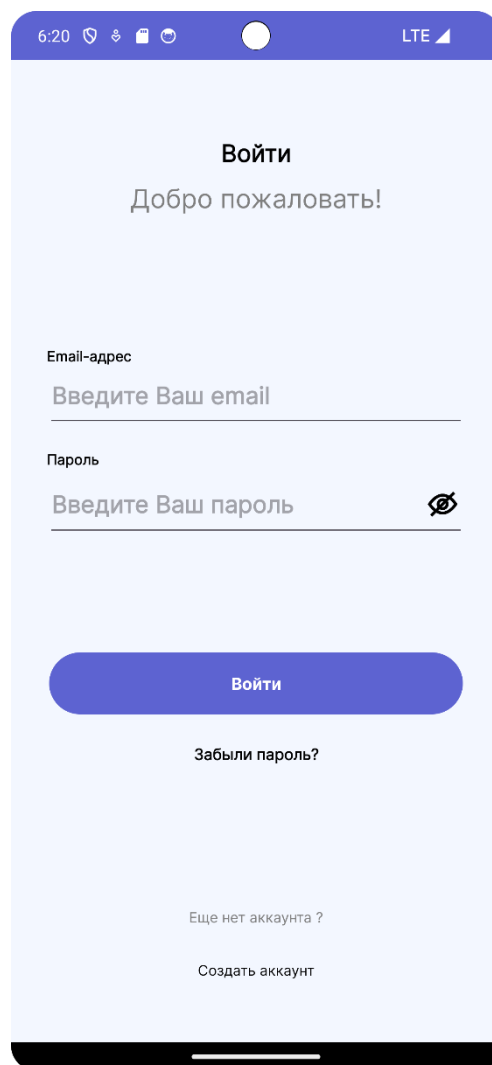 6:20 LTE
Войти
Добро пожаловать!
Email-адрес
Введите Ваш email
Пароль
Введите Ваш пароль
Войти
Забыли пароль?
Еще нет аккаунта ?
Создать аккаунт